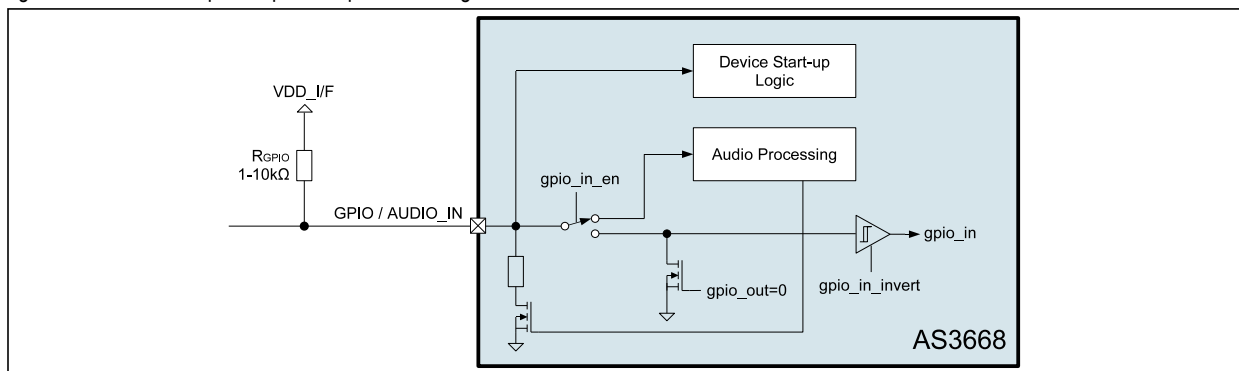 VDD_I/F
RGPIO
1-10kΩ
GPIO / AUDIO_IN
gpio_in_en
Device Start-up
Logic
Audio Processing
gpio_in
gpio_out=0
gpio_in_invert
AS3668